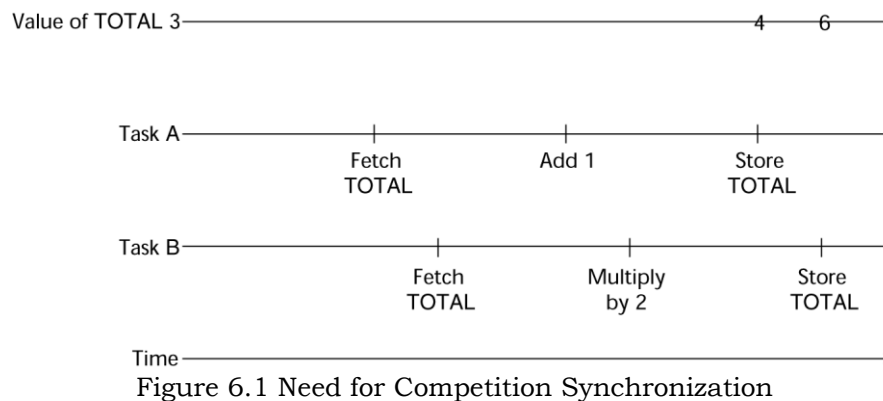 Value of TOTAL 3 4 6
Task A
Fetch Add 1 Store
TOTAL TOTAL
Task B
Fetch Multiply Store
TOTAL by 2 TOTAL
Time
Figure 6.1 Need for Competition Synchronization